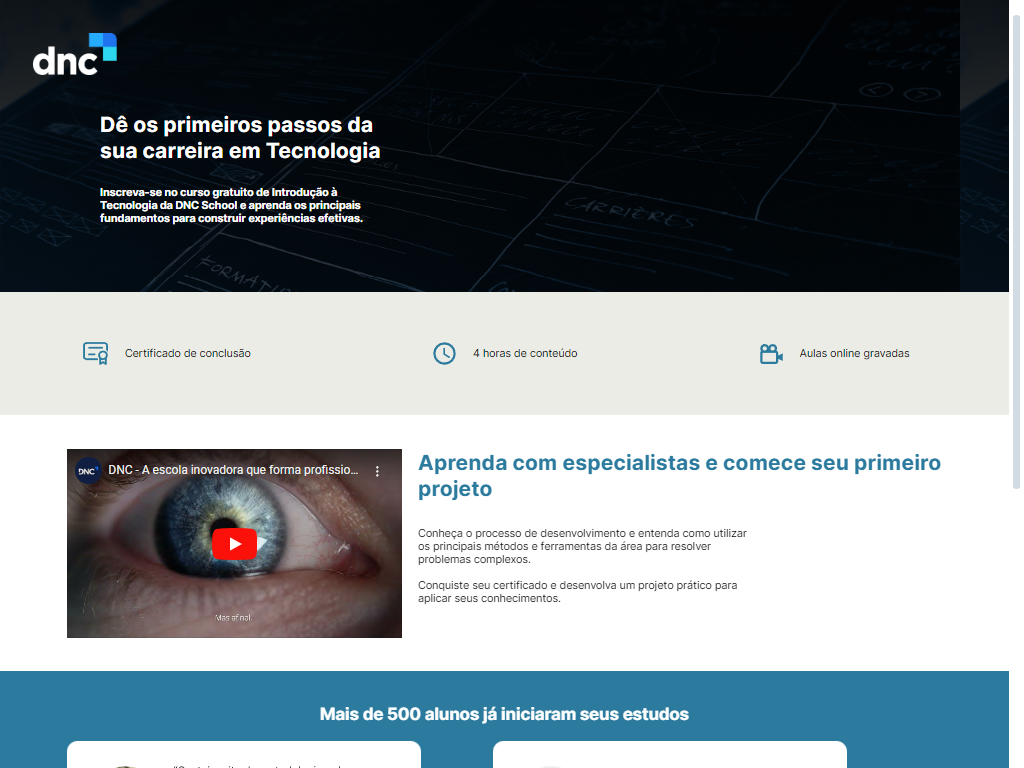 dnc
Dê os primeiros passos da
sua carreira em Tecnologia
Inscreva-se no curso gratuito de Introdução à
Tecnologia da DNC School e aprenda os principais
fundamentos para construir experiências efetivas.
CARRIÈRES
FORMATION
Certificado de conclusão
4 horas de conteúdo
Aulas online gravadas
DNC
DNC - A escola inovadora que forma profissio...
Mas afinal,
Aprenda com especialistas e comece seu primeiro
projeto
Conheça o processo de desenvolvimento e entenda como utilizar
os principais métodos e ferramentas da área para resolver
problemas complexos.
Conquiste seu certificado e desenvolva um projeto prático para
aplicar seus conhecimentos.
Mais de 500 alunos já iniciaram seus estudos